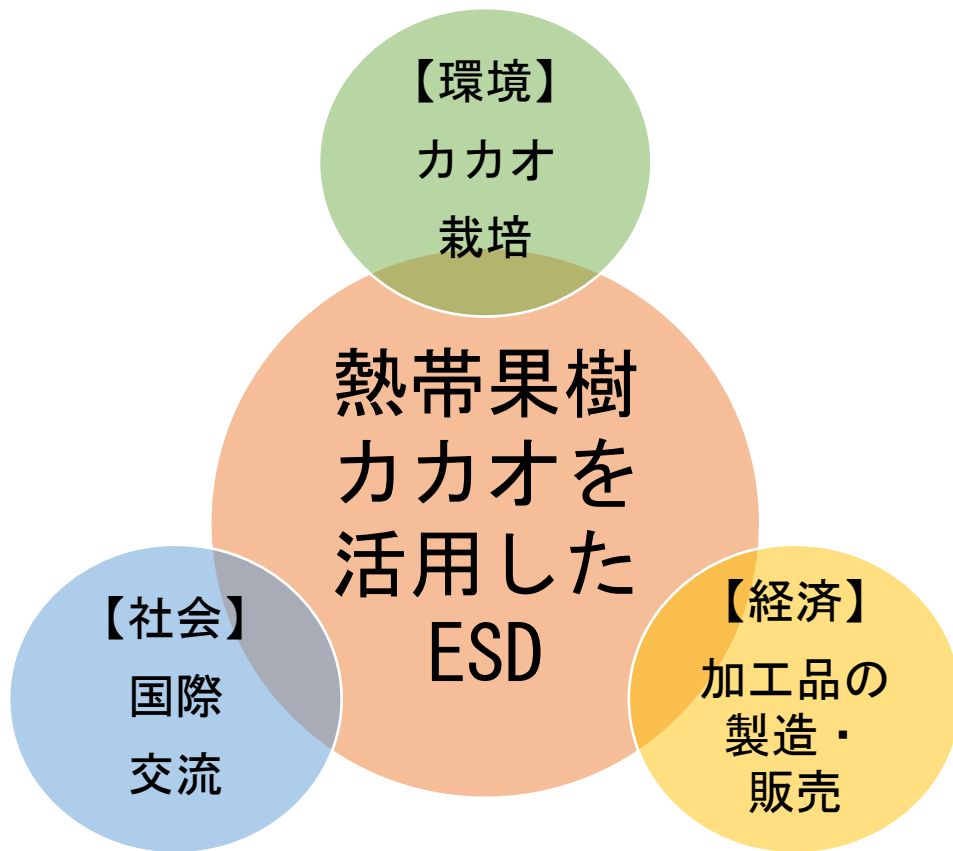 【環境】
カカオ
栽培
熱帯果樹
カカオを
活用した
ESD
【社会】
国際
交流
【経済】
加工品の
製造・
販売